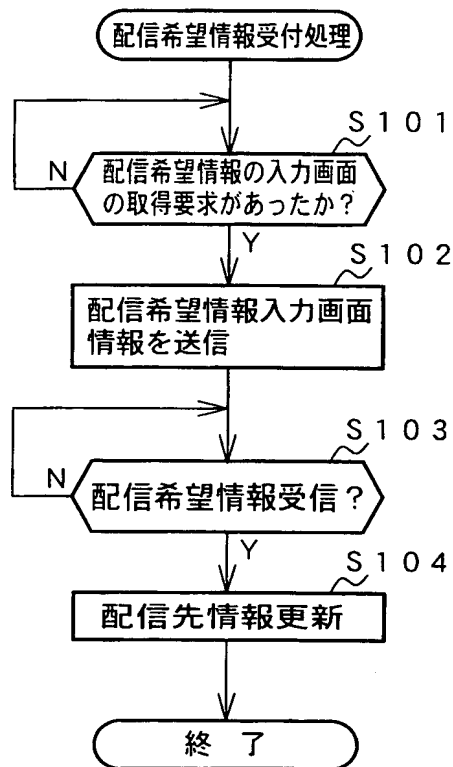 配信希望情報受付処理
S101
N
配信希望情報の入力画面
の取得要求があったか？
Y
S102
配信希望情報入力画面
情報を送信
S103
N
配信希望情報受信？
Y
S104
配信先情報更新
終 了